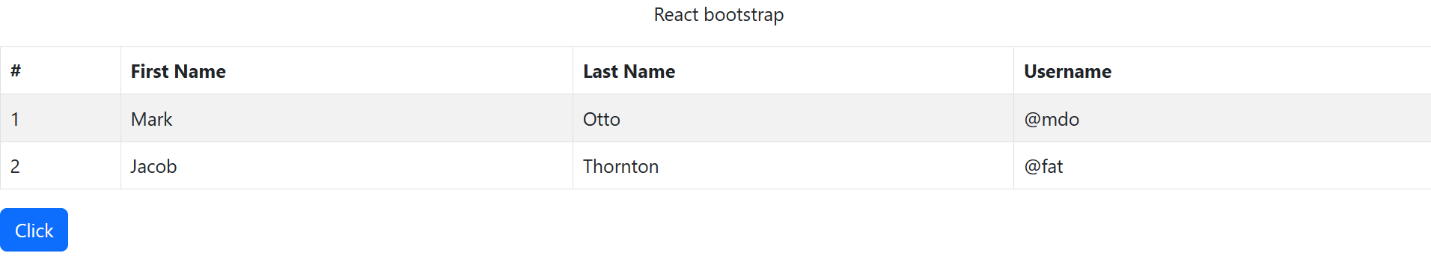 React bootstrap
# First Name Last Name Username
1 Mark Otto @mdo
2 Jacob Thornton @fat
Click